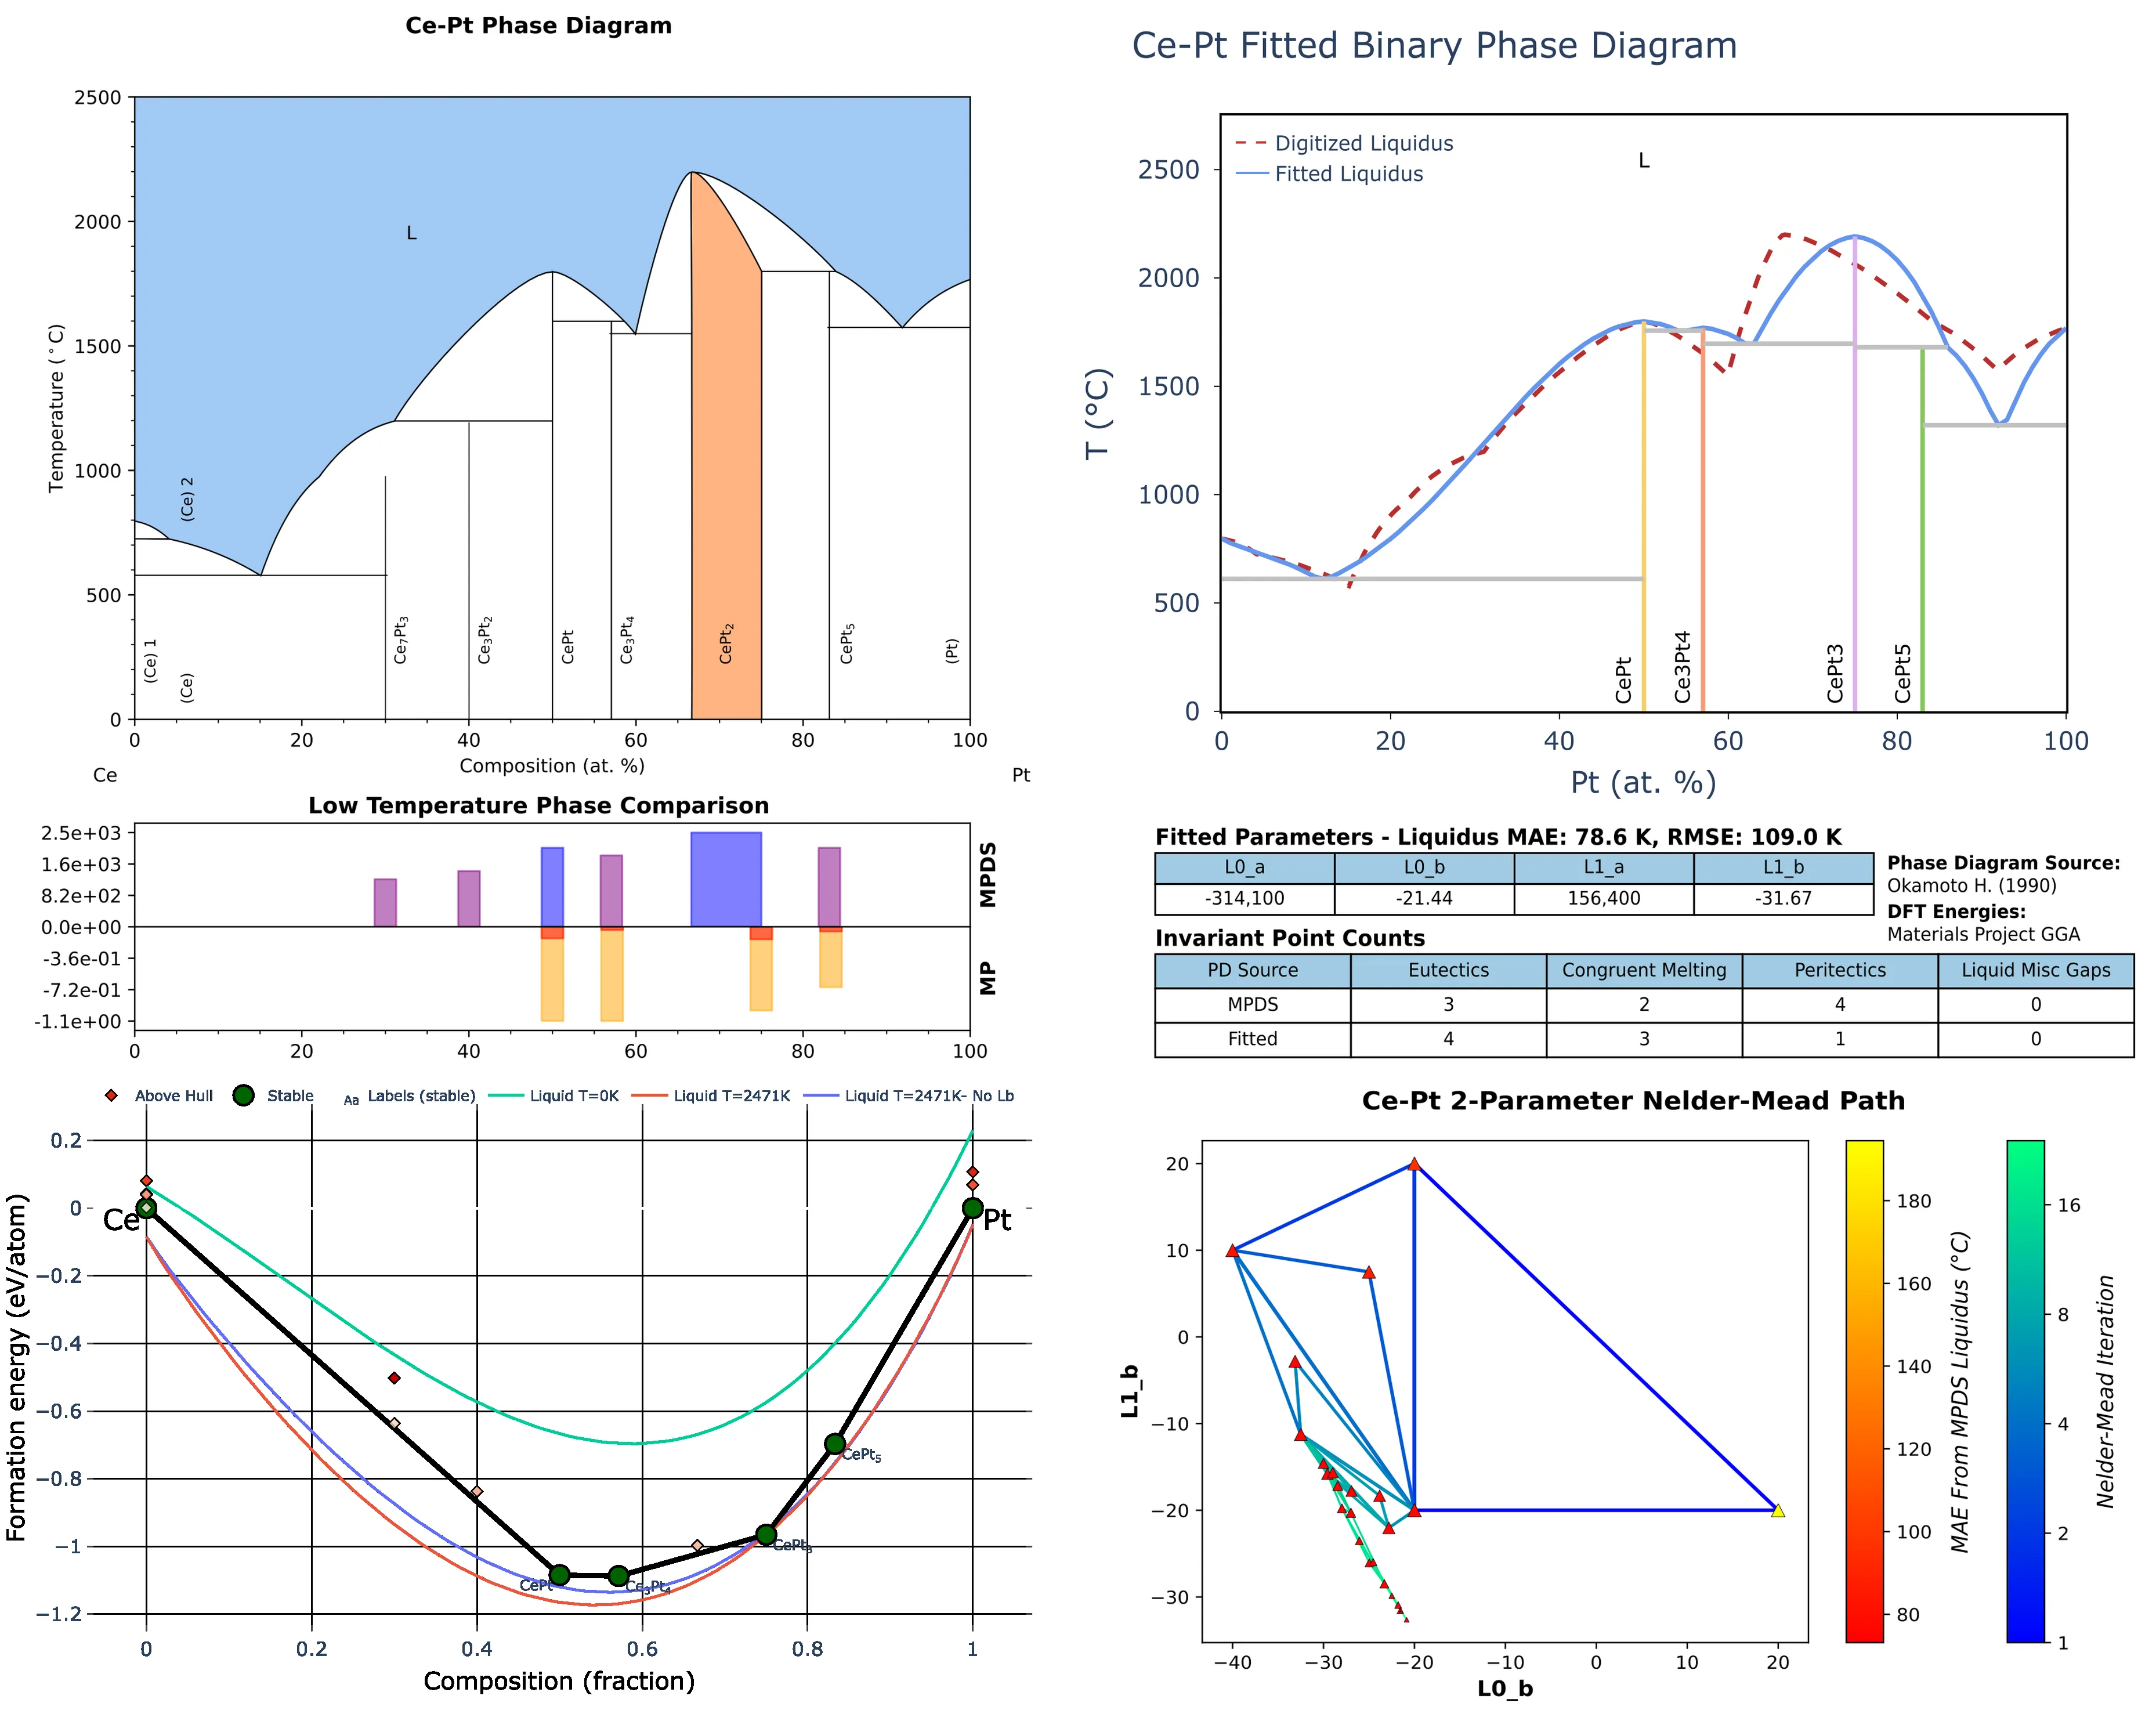 Ce-Pt Phase Diagram
2500
2000
1500
1000
500
0
Temperature (°C)
L
(Ce) 2
(Ce) 1
(Ce)
Ce₇Pt₃
Ce₃Pt₂
CePt
Ce₃Pt₄
CePt₂
CePt₅
(Pt)
0 20 40 60 80 100
Composition (at. %)
Ce Pt
Ce-Pt Fitted Binary Phase Diagram
Digitized Liquidus
Fitted Liquidus
L
2500
2000
1500
1000
500
0
T (°C)
CePt
Ce3Pt4
CePt3
CePt5
0 20 40 60 80 100
Pt (at. %)
Low Temperature Phase Comparison
2.5e+03
1.6e+03
8.2e+02
0.0e+00
-3.6e-01
-7.2e-01
-1.1e+00
MPDS
MP
0 20 40 60 80 100
Fitted Parameters - Liquidus MAE: 78.6 K, RMSE: 109.0 K
L0_a L0_b L1_a L1_b
-314,100 -21.44 156,400 -31.67
Phase Diagram Source:
Okamoto H. (1990)
DFT Energies:
Materials Project GGA
Invariant Point Counts
PD Source Eutectics Congruent Melting Peritectics Liquid Misc Gaps
MPDS 3 2 4 0
Fitted 4 3 1 0
Above Hull Stable Aa Labels (stable) Liquid T=0K Liquid T=2471K Liquid T=2471K- No Lb
0.2
0
−0.2
−0.4
−0.6
−0.8
−1
−1.2
Formation energy (eV/atom)
Ce
Pt
CePt
Ce₃Pt₄
CePt₃
CePt₅
0 0.2 0.4 0.6 0.8 1
Composition (fraction)
Ce-Pt 2-Parameter Nelder-Mead Path
20
10
0
−10
−20
−30
L1_b
−40 −30 −20 −10 0 10 20
L0_b
180
160
140
120
100
80
MAE From MPDS Liquidus (°C)
16
8
4
2
1
Nelder-Mead Iteration